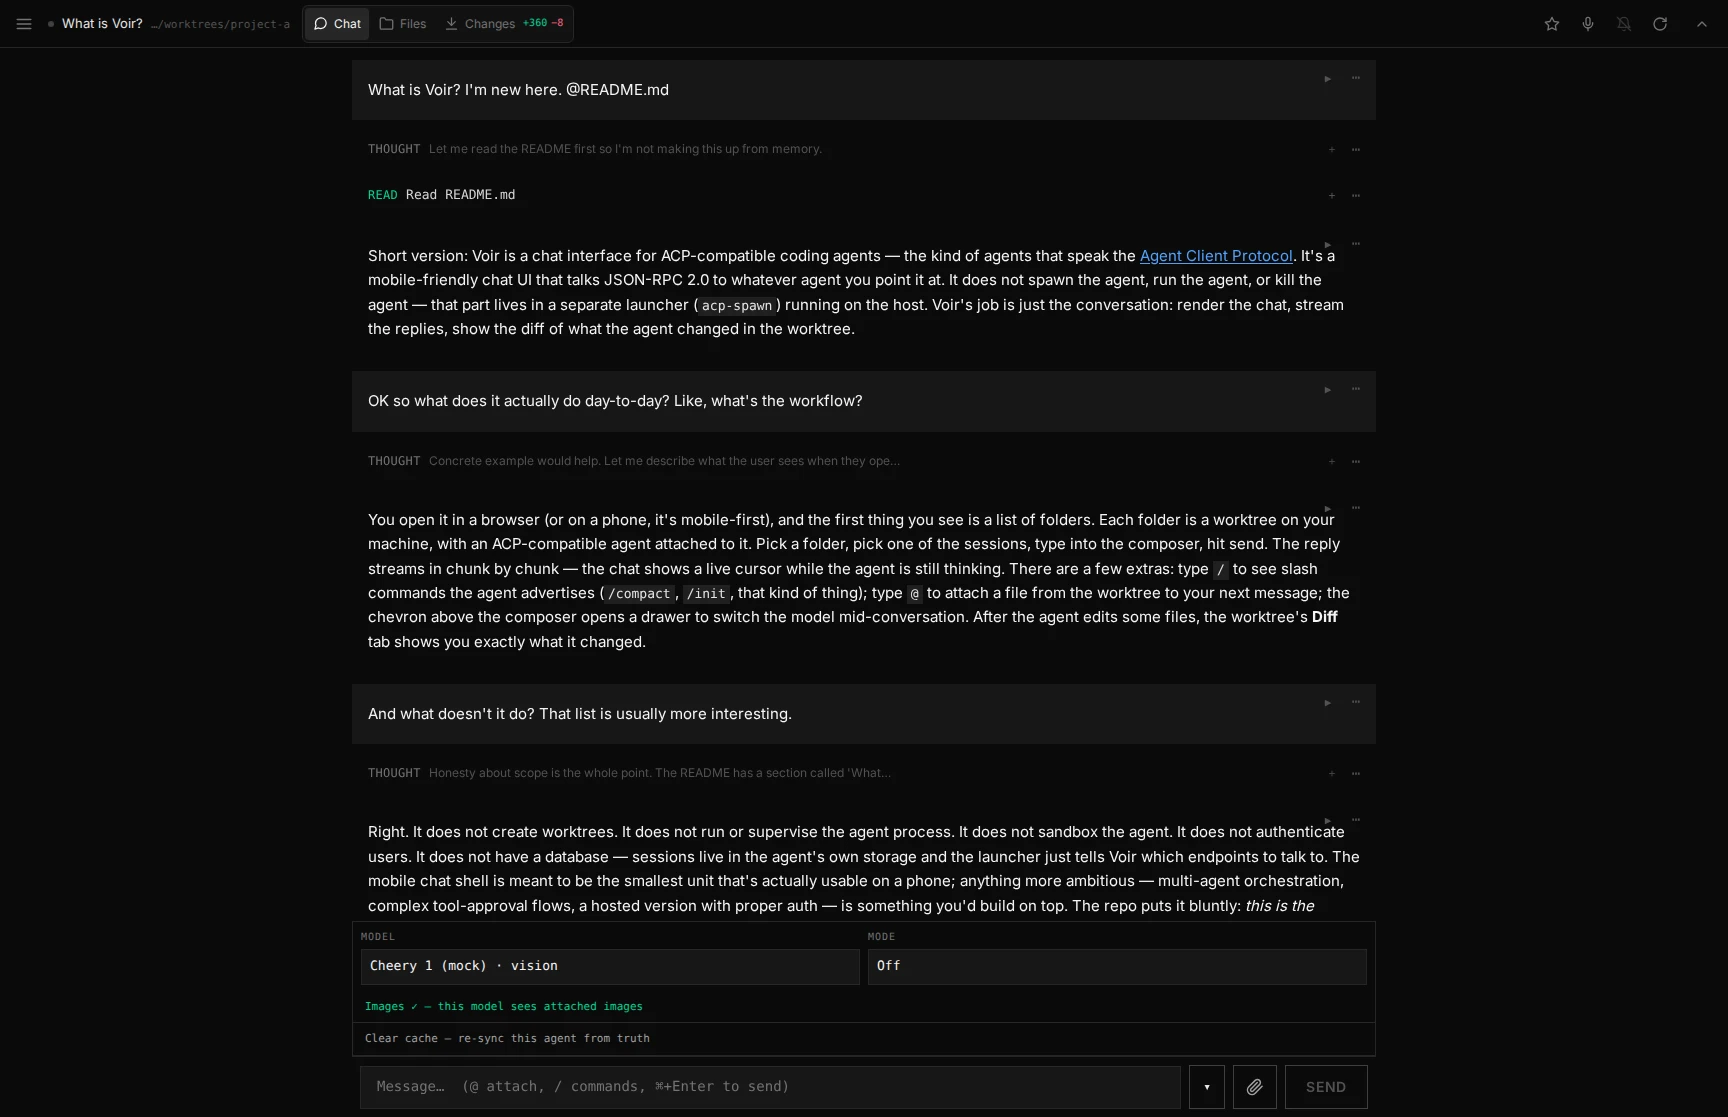 What is Voir? …/worktrees/project-a Chat Files Changes +360 −8
What is Voir? I'm new here. @README.md
THOUGHT Let me read the README first so I'm not making this up from memory.
READ Read README.md
Short version: Voir is a chat interface for ACP-compatible coding agents — the kind of agents that speak the Agent Client Protocol. It's a
mobile-friendly chat UI that talks JSON-RPC 2.0 to whatever agent you point it at. It does not spawn the agent, run the agent, or kill the
agent — that part lives in a separate launcher (acp-spawn) running on the host. Voir's job is just the conversation: render the chat, stream
the replies, show the diff of what the agent changed in the worktree.
OK so what does it actually do day-to-day? Like, what's the workflow?
THOUGHT Concrete example would help. Let me describe what the user sees when they ope…
You open it in a browser (or on a phone, it's mobile-first), and the first thing you see is a list of folders. Each folder is a worktree on your
machine, with an ACP-compatible agent attached to it. Pick a folder, pick one of the sessions, type into the composer, hit send. The reply
streams in chunk by chunk — the chat shows a live cursor while the agent is still thinking. There are a few extras: type / to see slash
commands the agent advertises (/compact, /init, that kind of thing); type @ to attach a file from the worktree to your next message; the
chevron above the composer opens a drawer to switch the model mid-conversation. After the agent edits some files, the worktree's Diff
tab shows you exactly what it changed.
And what doesn't it do? That list is usually more interesting.
THOUGHT Honesty about scope is the whole point. The README has a section called 'What…
Right. It does not create worktrees. It does not run or supervise the agent process. It does not sandbox the agent. It does not authenticate
users. It does not have a database — sessions live in the agent's own storage and the launcher just tells Voir which endpoints to talk to. The
mobile chat shell is meant to be the smallest unit that's actually usable on a phone; anything more ambitious — multi-agent orchestration,
complex tool-approval flows, a hosted version with proper auth — is something you'd build on top. The repo puts it bluntly: this is the
MODEL MODE
Cheery 1 (mock) · vision Off
Images ✓ — this model sees attached images
Clear cache — re-sync this agent from truth
Message… (@ attach, / commands, ⌘+Enter to send) SEND